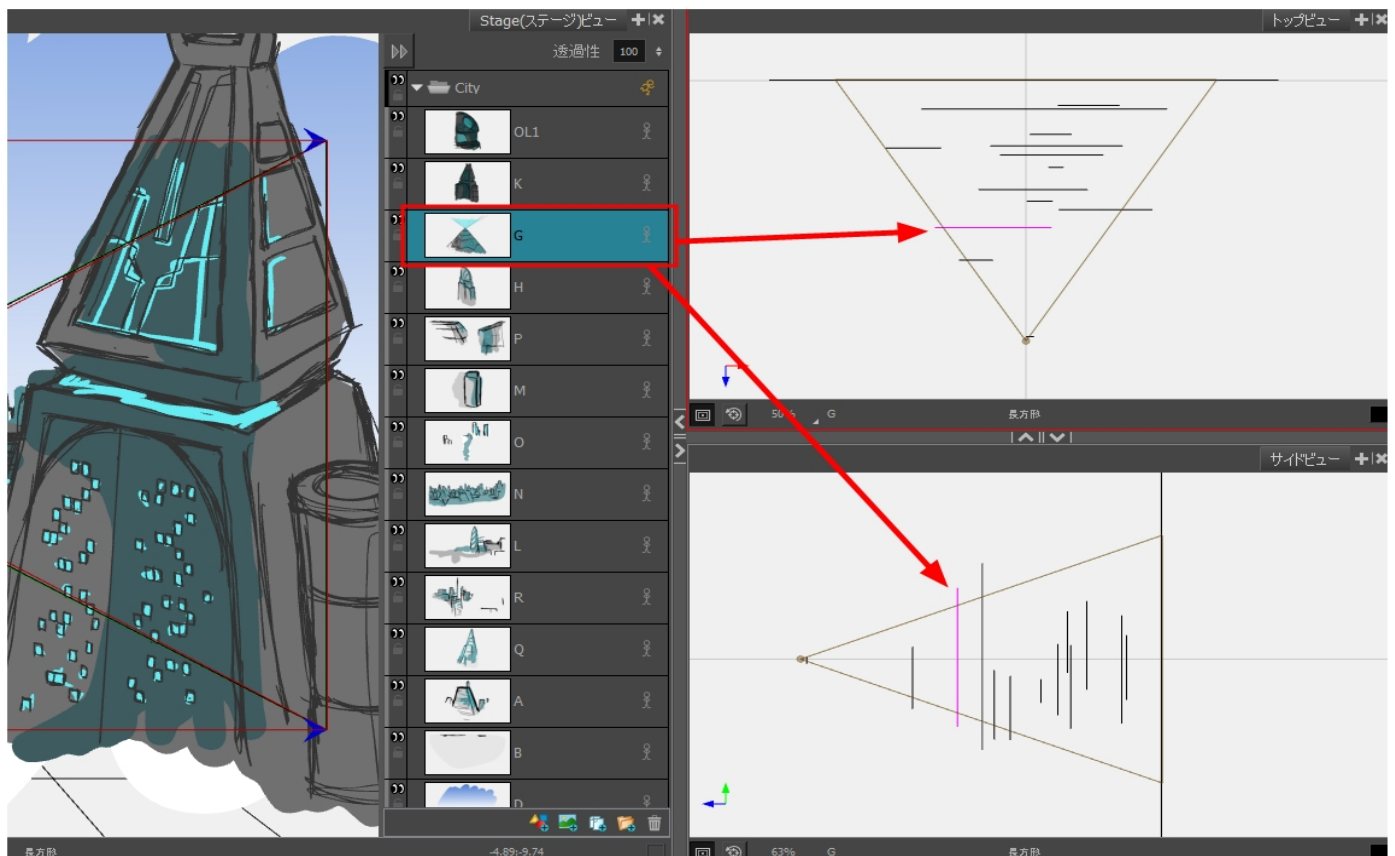 Stage(ステージ)ビュー
透過性 100
City
OL1
K
G
H
P
M
O
N
L
R
Q
A
B
D
長方形 -4.89:-9.74
トップビュー
50% G 長方形
サイドビュー
63% G 長方形